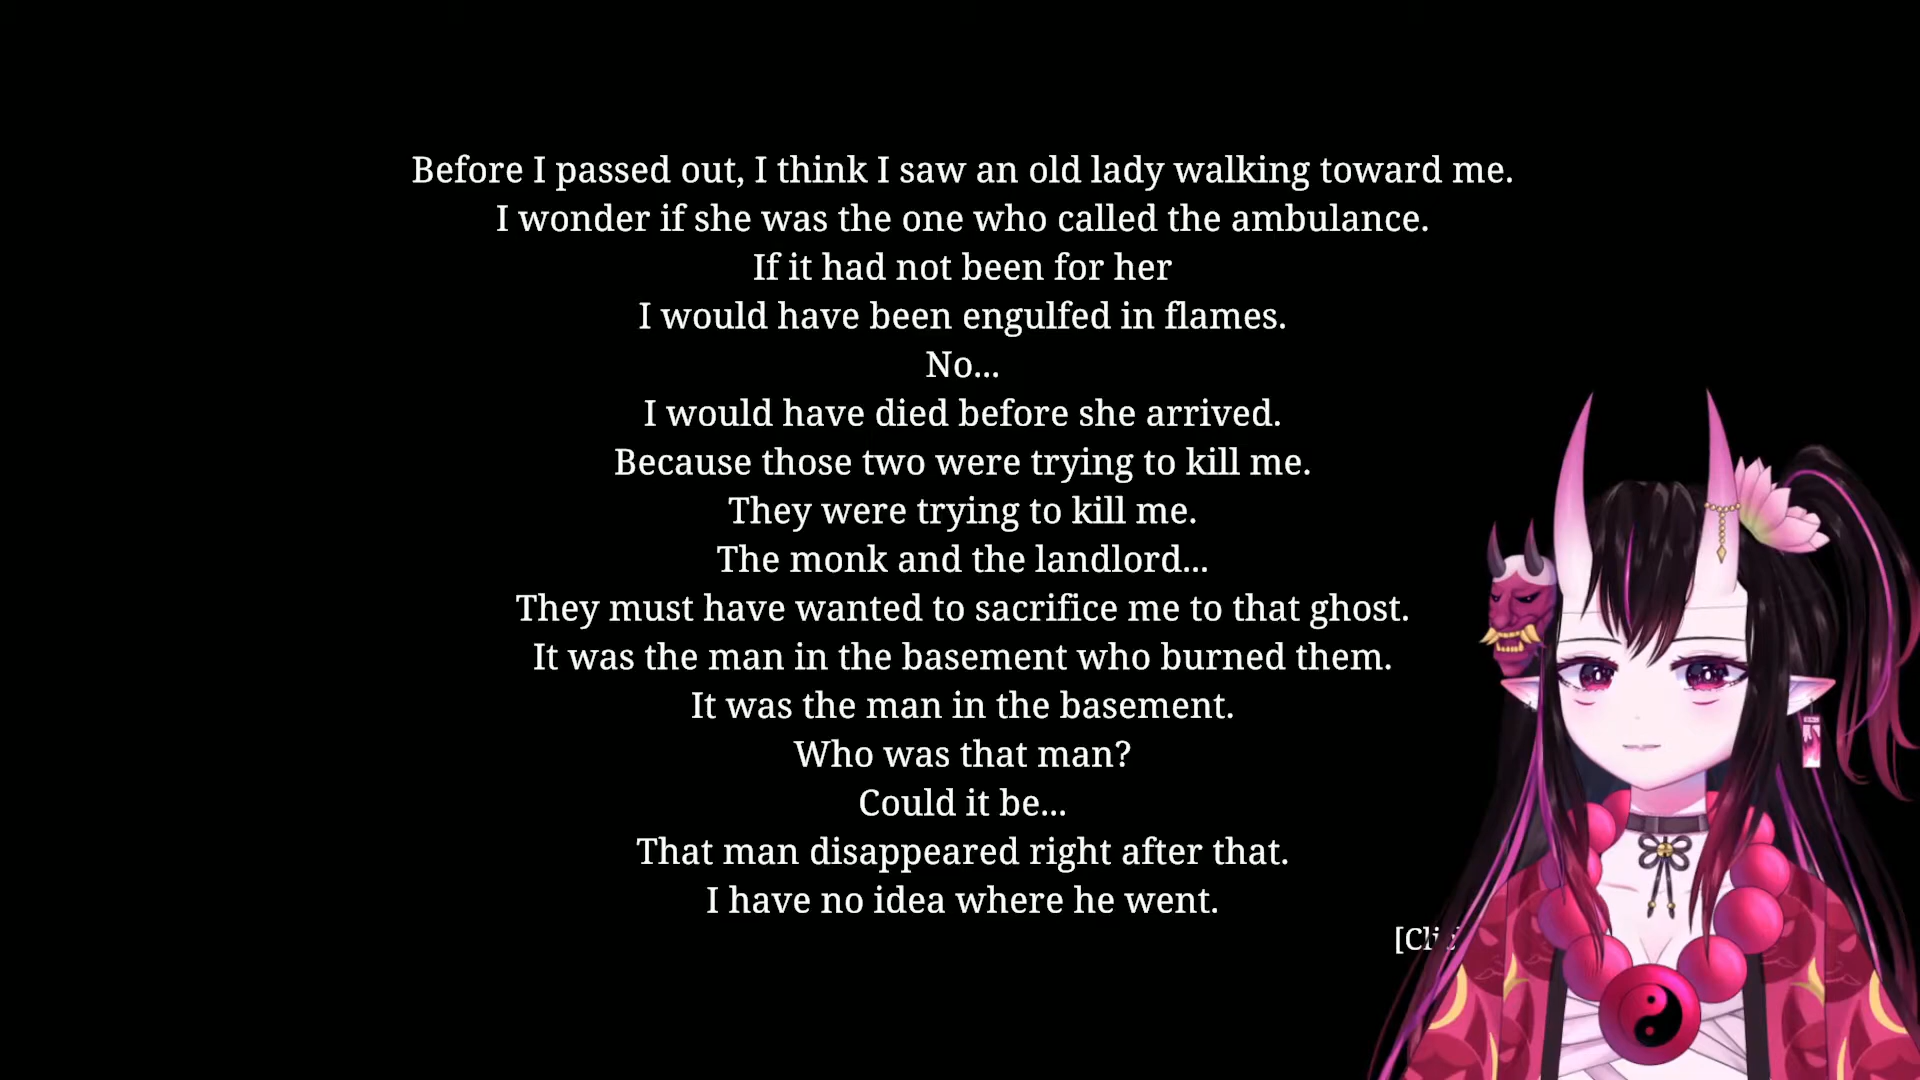 Before I passed out, I think I saw an old lady walking toward me.
I wonder if she was the one who called the ambulance.
If it had not been for her
I would have been engulfed in flames.
No...
I would have died before she arrived.
Because those two were trying to kill me.
They were trying to kill me.
The monk and the landlord...
They must have wanted to sacrifice me to that ghost.
It was the man in the basement who burned them.
It was the man in the basement.
Who was that man?
Could it be...
That man disappeared right after that.
I have no idea where he went.